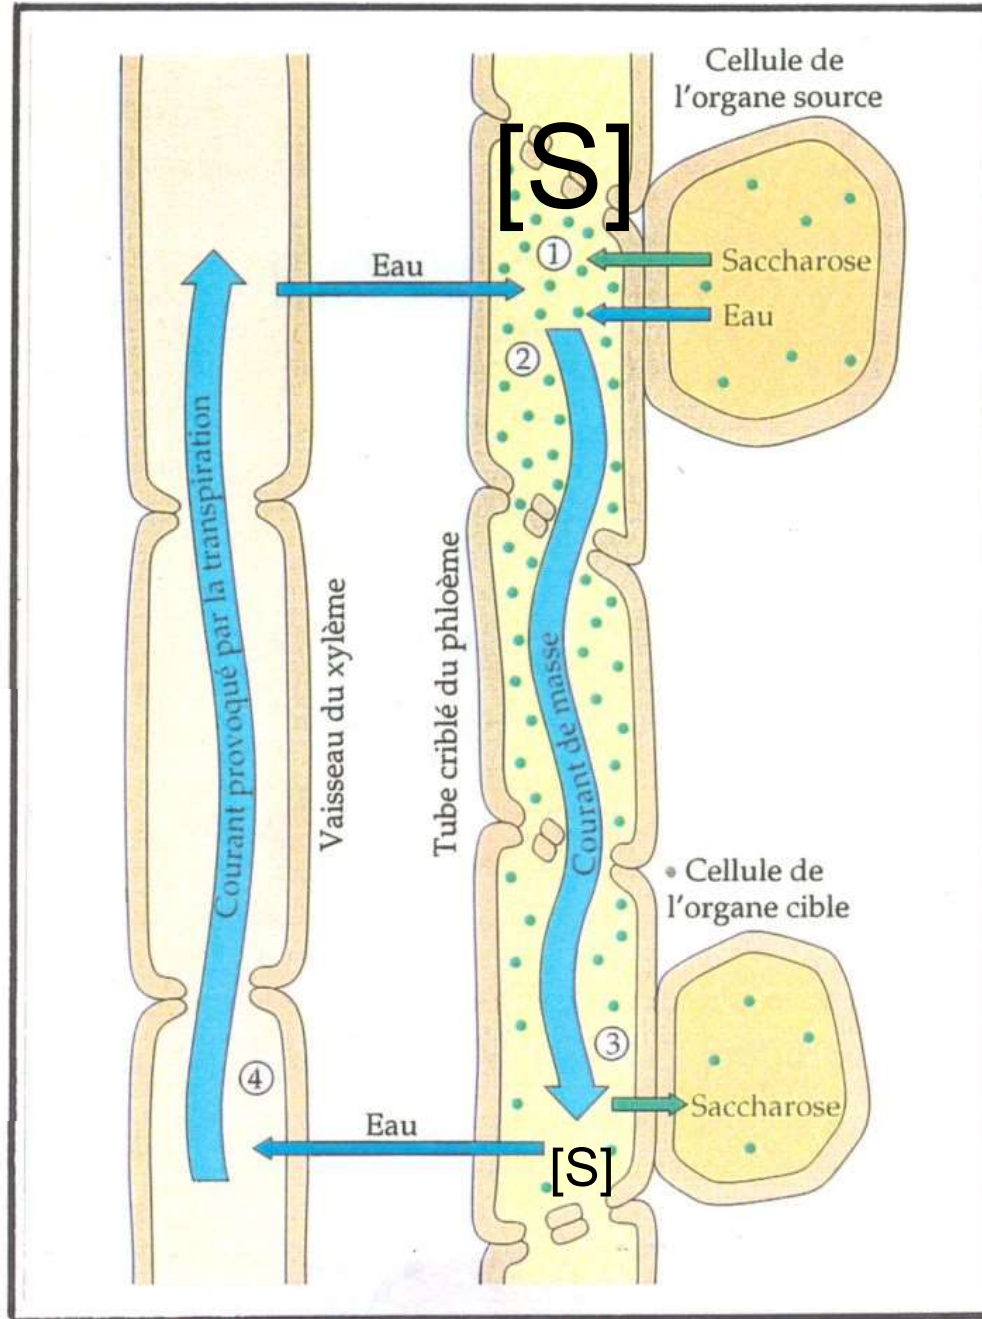 Cellule de
l'organe source
[S]
1
Eau
Saccharose
Eau
2
Courant provoqué par la transpiration
Vaisseau du xylème
Tube criblé du phloème
Courant de masse
• Cellule de
l'organe cible
3
4
Saccharose
Eau
[S]